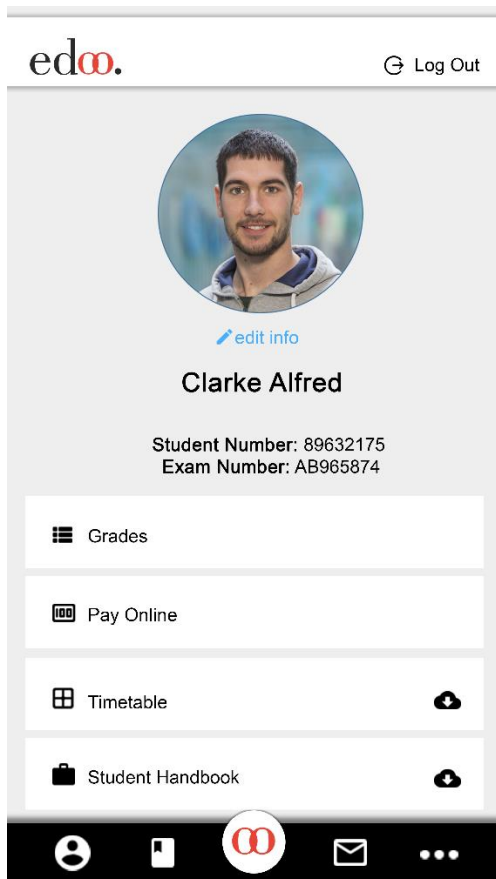 edoo.
Log Out
edit info
Clarke Alfred
Student Number: 89632175
Exam Number: AB965874
Grades
100 Pay Online
Timetable
Student Handbook